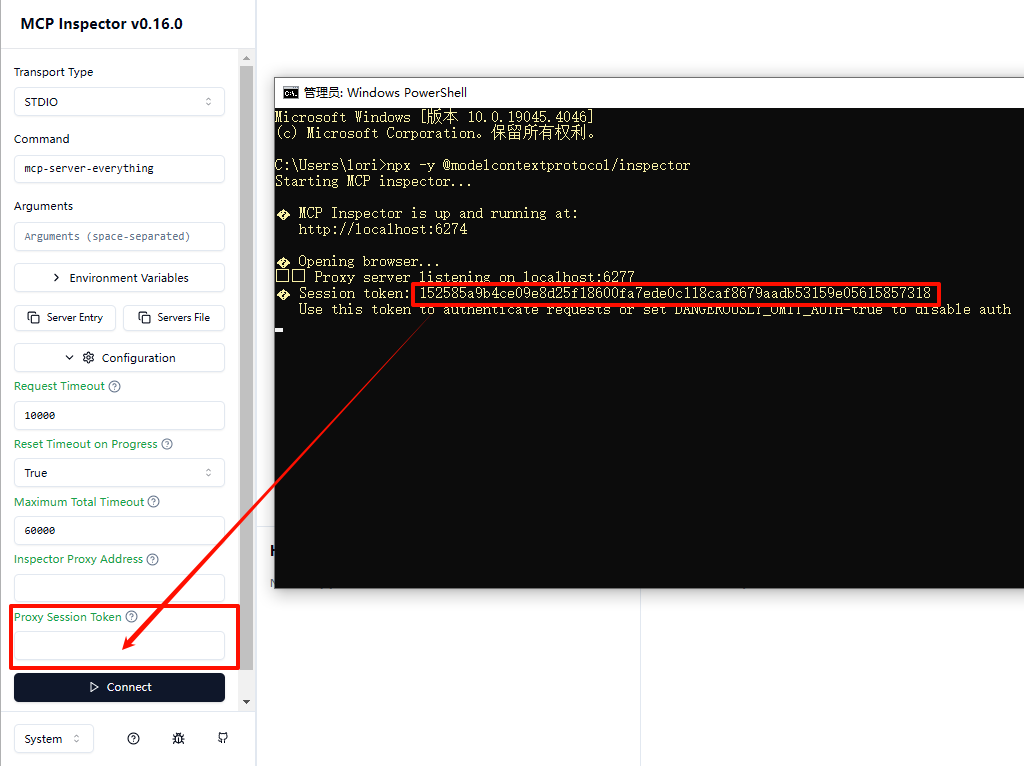 MCP Inspector v0.16.0
Transport Type
STDIO
Command
mcp-server-everything
Arguments
Arguments (space-separated)
Environment Variables
Server Entry
Servers File
Configuration
Request Timeout
10000
Reset Timeout on Progress
True
Maximum Total Timeout
60000
Inspector Proxy Address
Proxy Session Token
Connect
System
管理员: Windows PowerShell
Microsoft Windows [版本 10.0.19045.4046]
(c) Microsoft Corporation。保留所有权利。
C:\Users\lori>npx -y @modelcontextprotocol/inspector
Starting MCP inspector...
MCP Inspector is up and running at:
http://localhost:6274
Opening browser...
Proxy server listening on localhost:6277
Session token: 152585a9b4ce09e8d25f18600fa7ede0c118caf8679aadb53159e05615857318
Use this token to authenticate requests or set DANGEROUSLY_OMIT_AUTH=true to disable auth